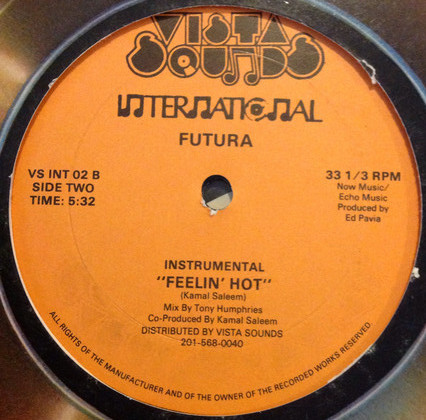 VISTA
SOUNDS
INTERNATIONAL
FUTURA
VS INT 02 B
SIDE TWO
TIME: 5:32
33 1/3 RPM
Now Music/
Echo Music
Produced by
Ed Pavia
INSTRUMENTAL
"FEELIN' HOT"
(Kamal Saleem)
Mix By Tony Humphries
Co-Produced By Kamal Saleem
DISTRIBUTED BY VISTA SOUNDS
201-568-0040
ALL RIGHTS OF THE MANUFACTURER AND OF THE OWNER OF THE RECORDED WORKS RESERVED